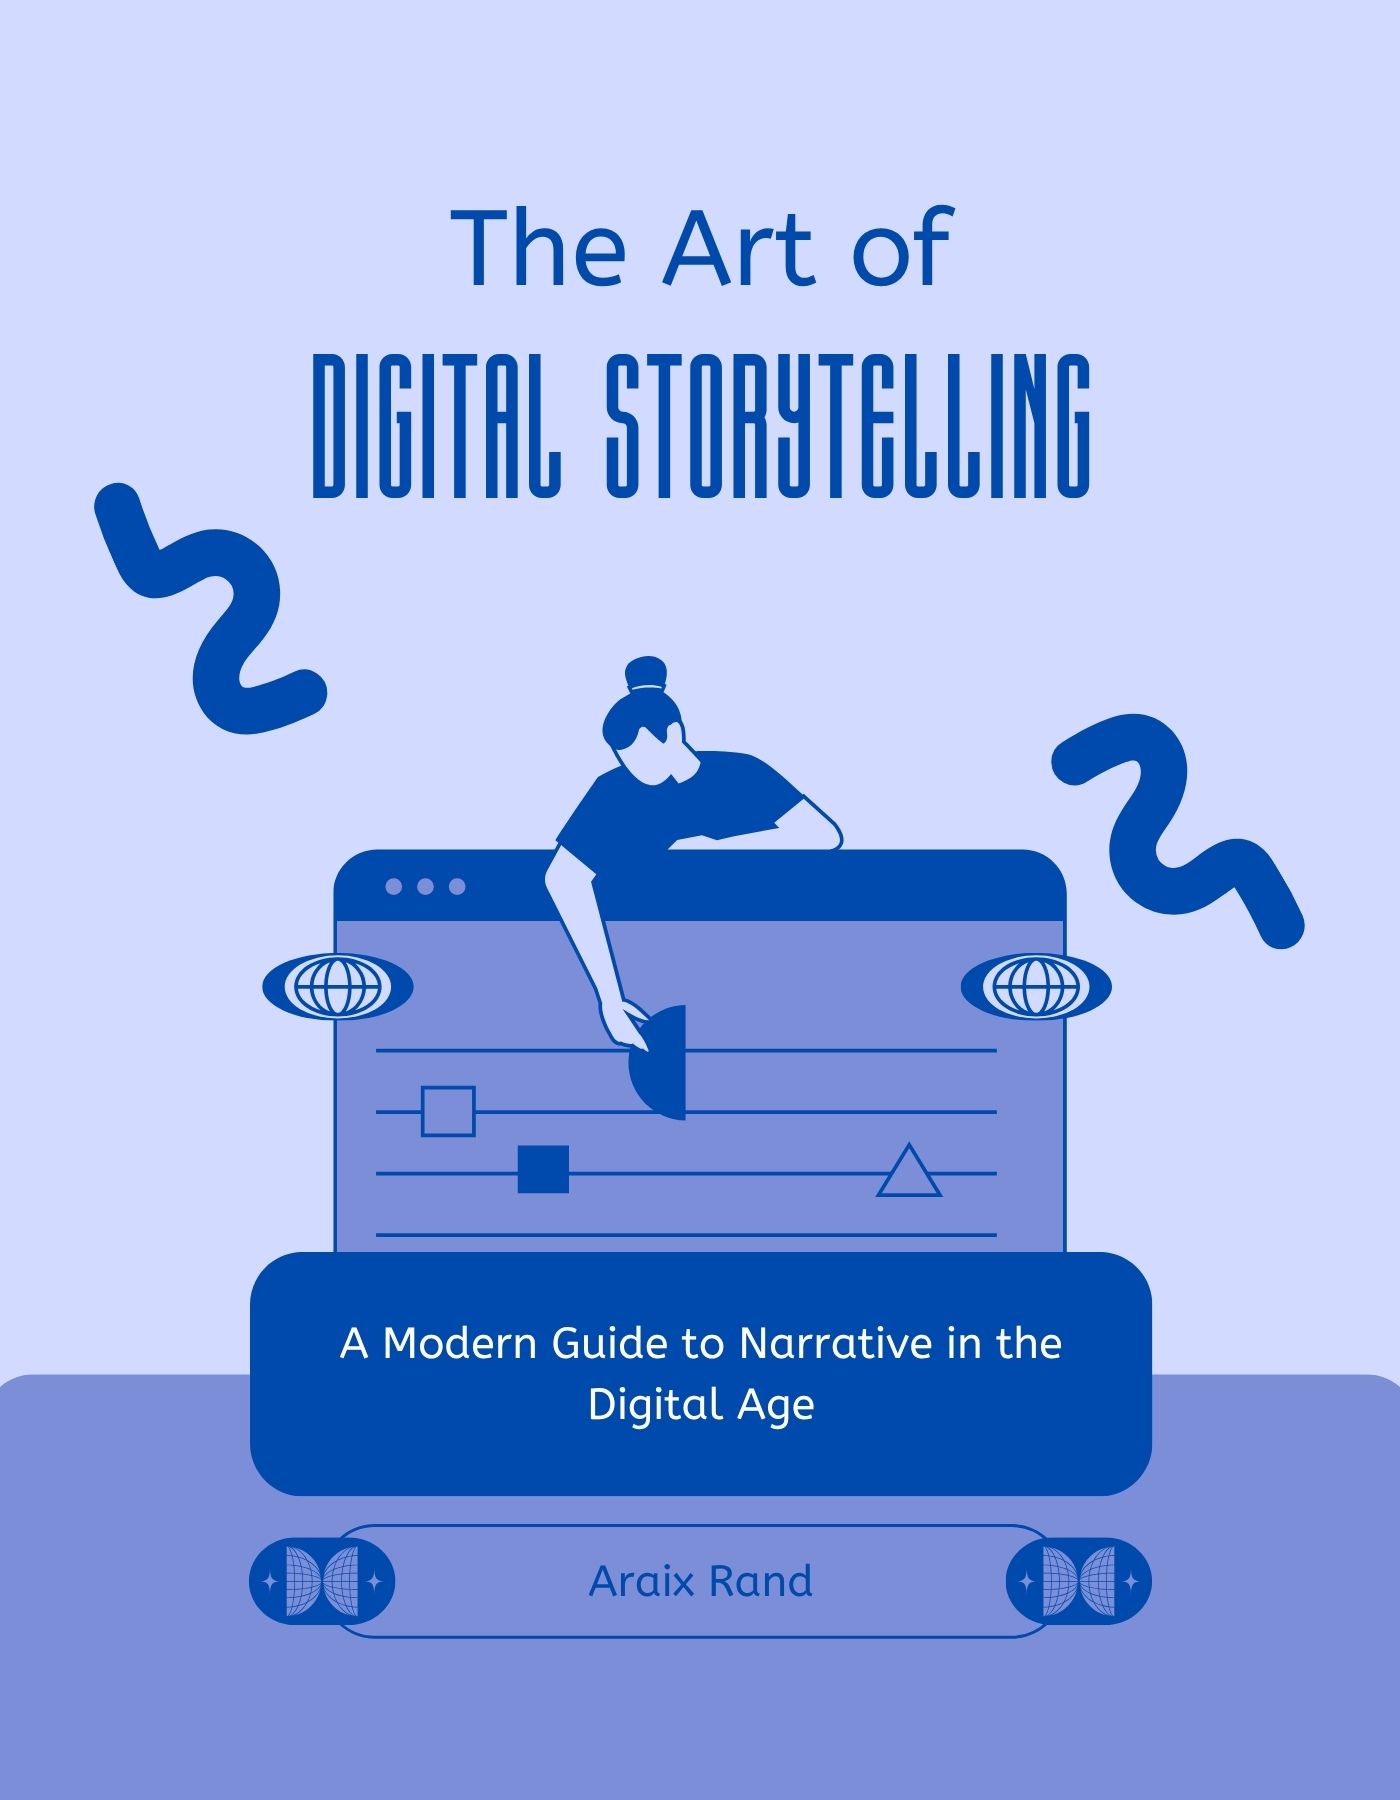 The Art of
DIGITAL STORYTELLING
A Modern Guide to Narrative in the
Digital Age
Araix Rand